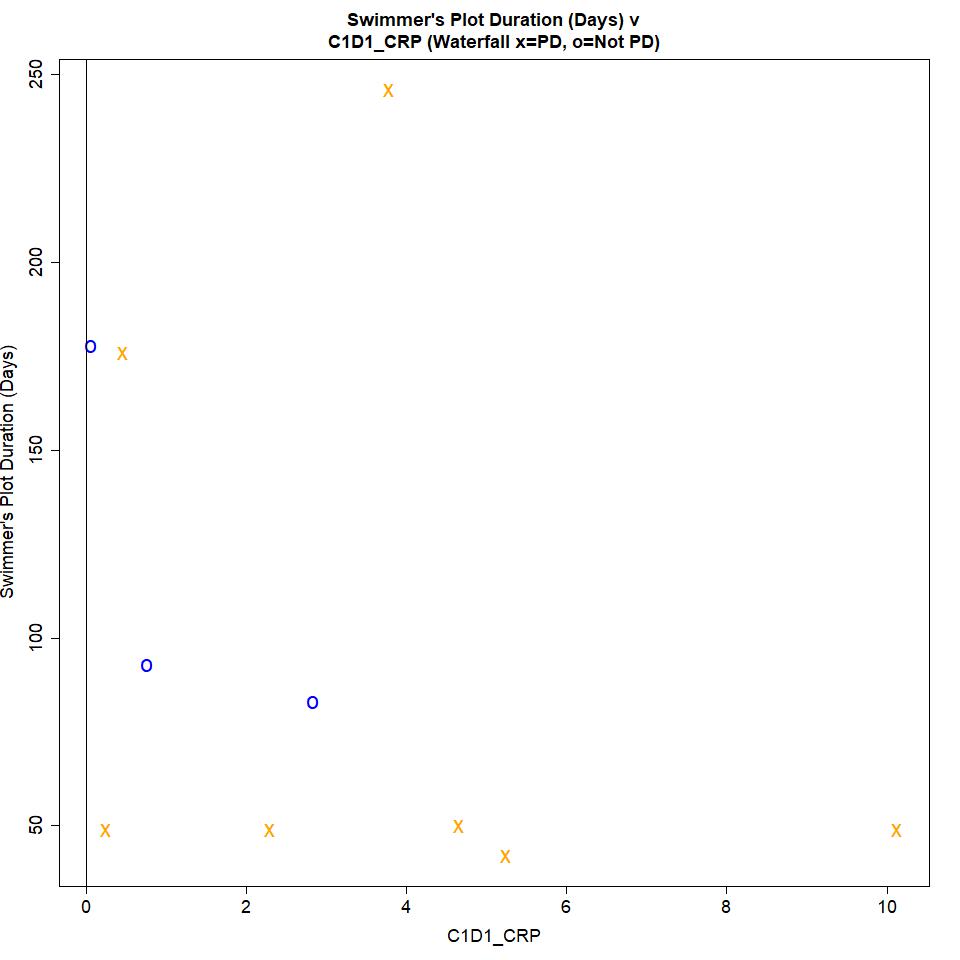 Swimmer's Plot Duration (Days) v
C1D1_CRP (Waterfall x=PD, o=Not PD)
Swimmer's Plot Duration (Days)
250
200
150
100
50
X
O
X
O
O
X
X
X
X
X
0
2
4
6
8
10
C1D1_CRP